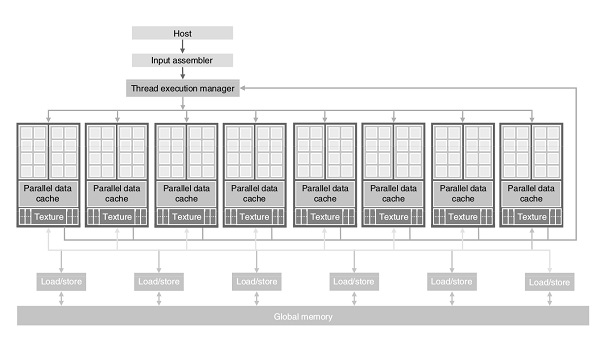 Host
Input assembler
Thread execution manager
Parallel data
cache
Texture
Parallel data
cache
Texture
Parallel data
cache
Texture
Parallel data
cache
Texture
Parallel data
cache
Texture
Parallel data
cache
Texture
Parallel data
cache
Texture
Parallel data
cache
Texture
Load/store
Load/store
Load/store
Load/store
Load/store
Load/store
Global memory